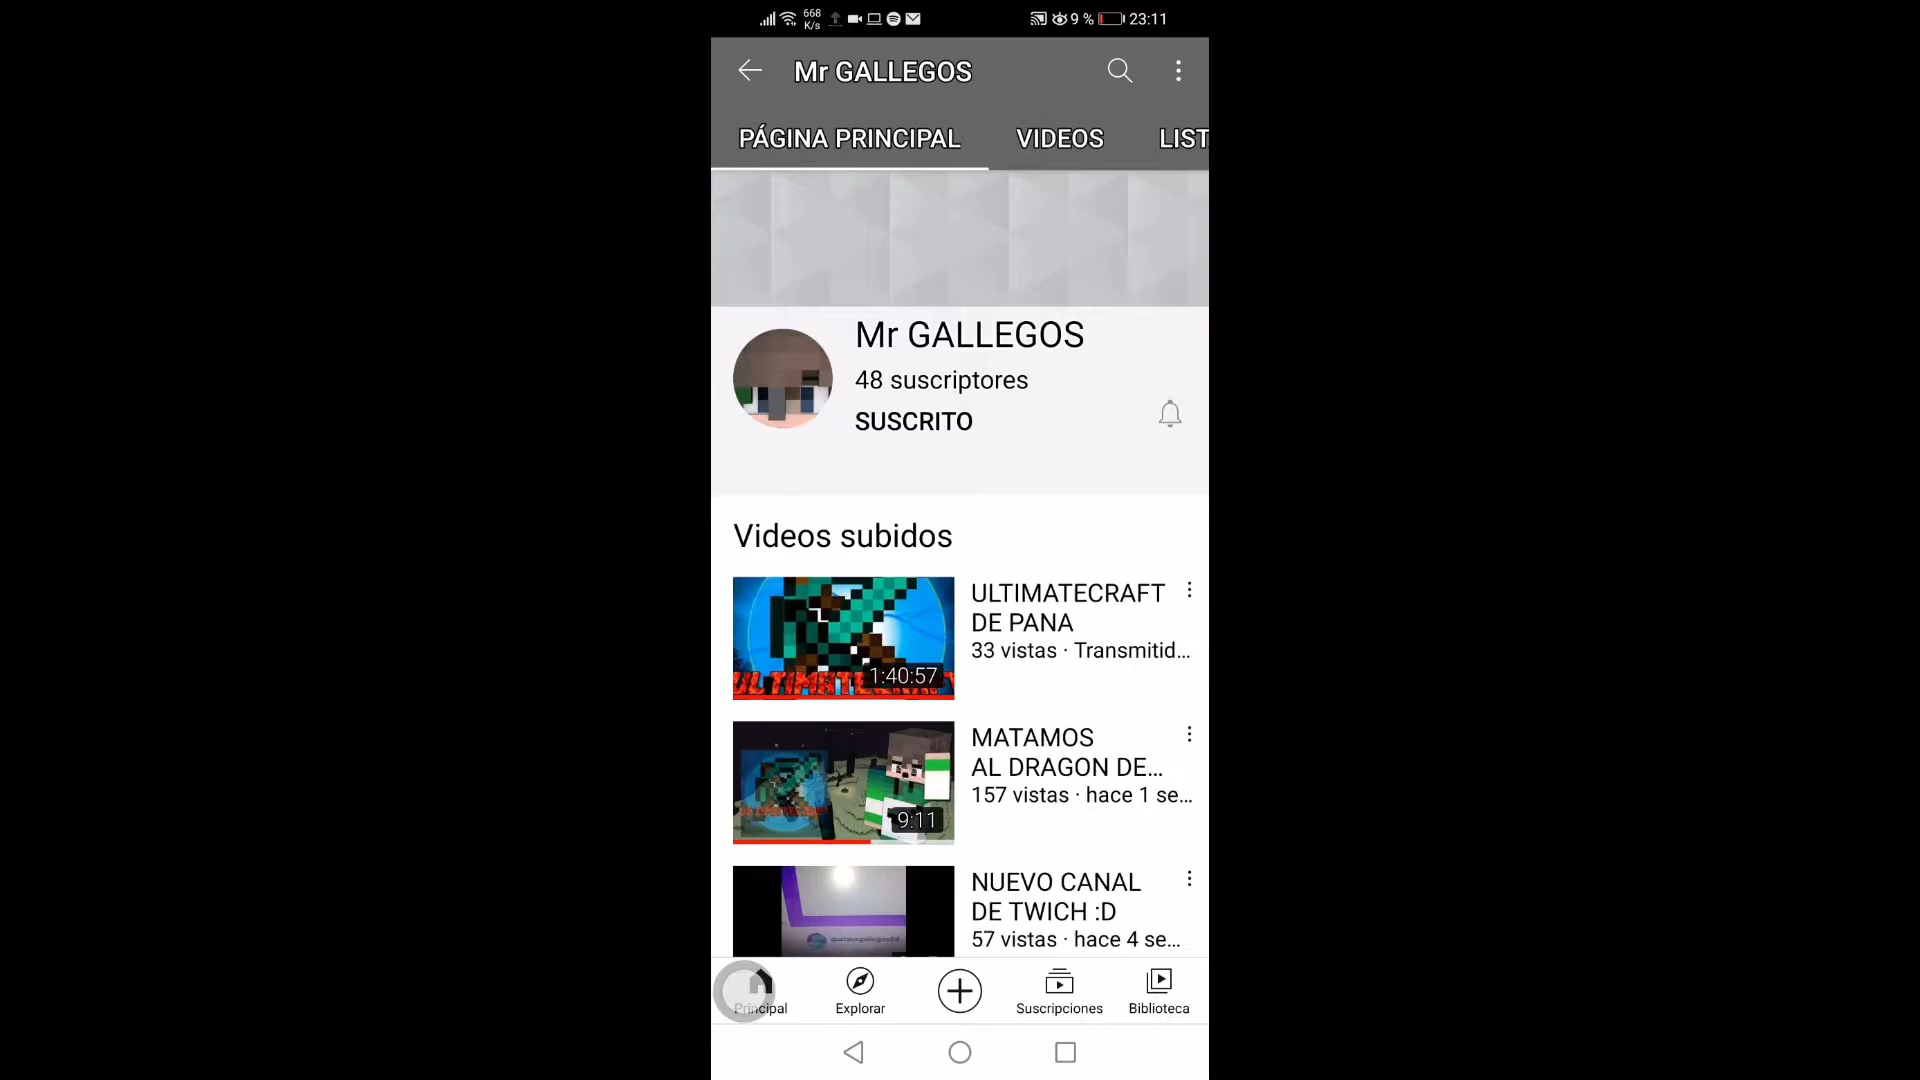 668
K/s
9 %
23:11
Mr GALLEGOS
PÁGINA PRINCIPAL VIDEOS LIST
Mr GALLEGOS
48 suscriptores
SUSCRITO
Videos subidos
ULTIMATECRAFT
DE PANA
33 vistas · Transmitid...
1:40:57
MATAMOS
AL DRAGON DE...
157 vistas · hace 1 se...
9:11
NUEVO CANAL
DE TWICH :D
57 vistas · hace 4 se...
Principal Explorar Suscripciones Biblioteca